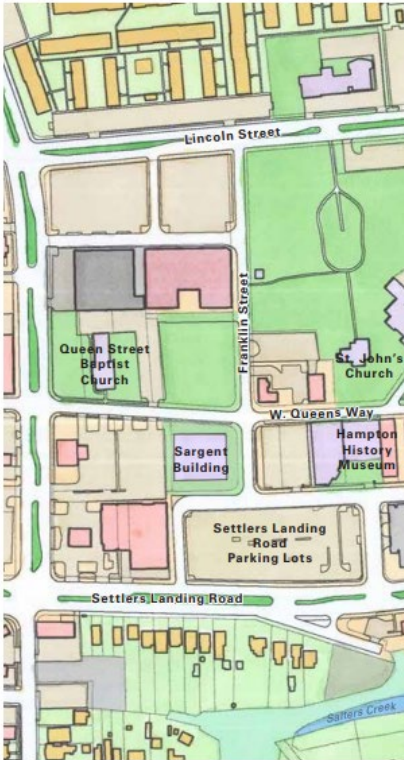 Lincoln Street
Franklin Street
Queen Street
Baptist
Church
St. John's
Church
W. Queens Way
Sargent
Building
Hampton
History
Museum
Settlers Landing
Road
Parking Lots
Settlers Landing Road
Salters Creek